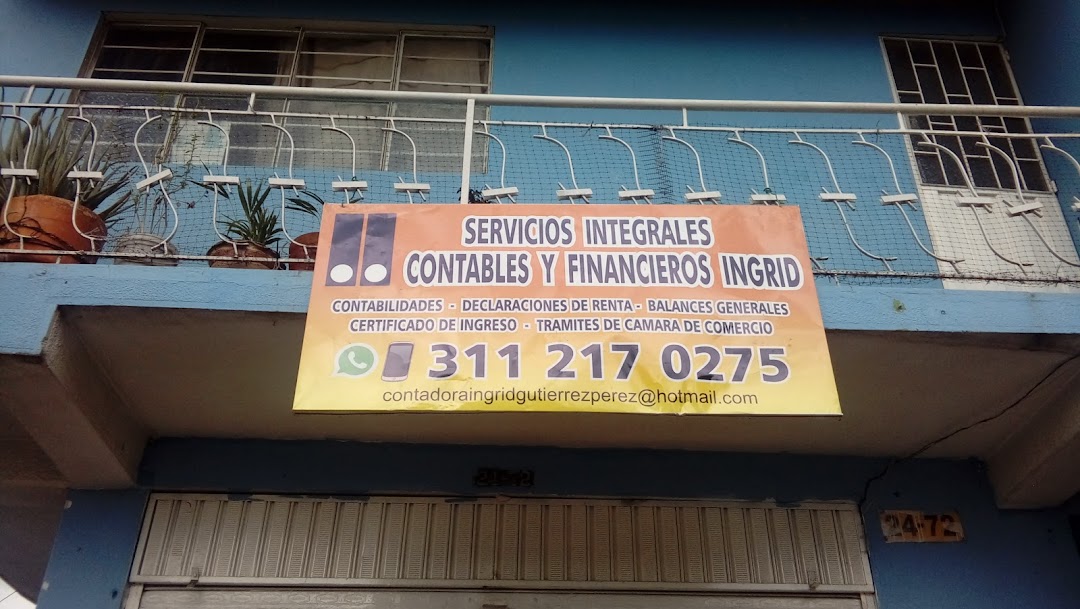 SERVICIOS INTEGRALES
CONTABLES Y FINANCIEROS INGRID
CONTABILIDADES - DECLARACIONES DE RENTA - BALANCES GENERALES
CERTIFICADO DE INGRESO - TRAMITES DE CAMARA DE COMERCIO
311 217 0275
contadoraingridgutierrezperez@hotmail.com
24-72